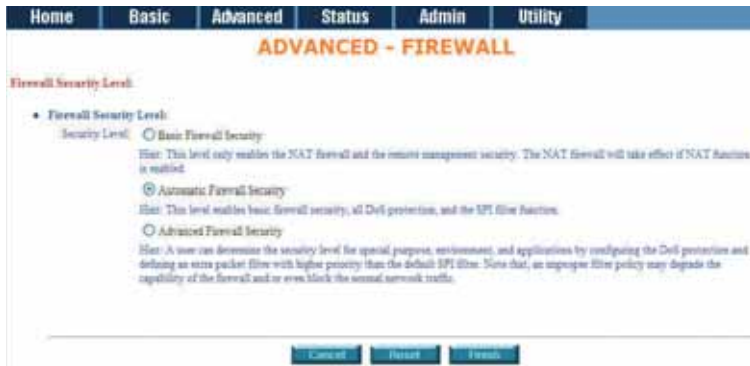 Home Basic Advanced Status Admin Utility
ADVANCED - FIREWALL
Firewall Security Level:
Firewall Security Level:
Security Level: Basic Firewall Security
Hint: This level only enables the NAT firewall and the remote management security. The NAT firewall will take effect if NAT function
is enabled.
Automatic Firewall Security
Hint: This level enables basic firewall security, all DoS protection, and the SPI filter function.
Advanced Firewall Security
Hint: A user can determine the security level for special purpose, environment, and applications by configuring the DoS protection and
defining an extra packet filter with higher priority than the default SPI filter. Note that, an improper filter policy may degrade the
capability of the firewall and or even block the normal network traffic.
Cancel Reset Finish